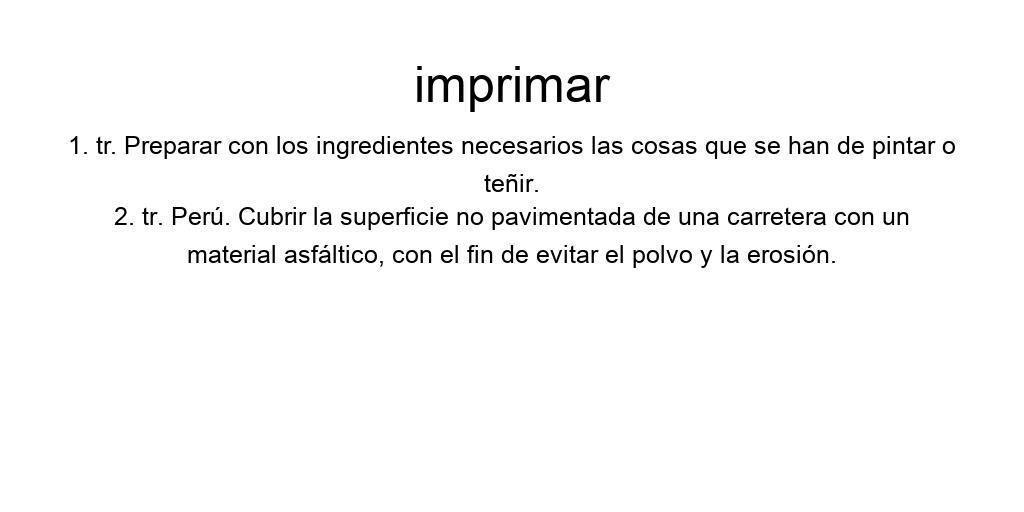 imprimar
1. tr. Preparar con los ingredientes necesarios las cosas que se han de pintar o
teñir.
2. tr. Perú. Cubrir la superficie no pavimentada de una carretera con un
material asfáltico, con el fin de evitar el polvo y la erosión.